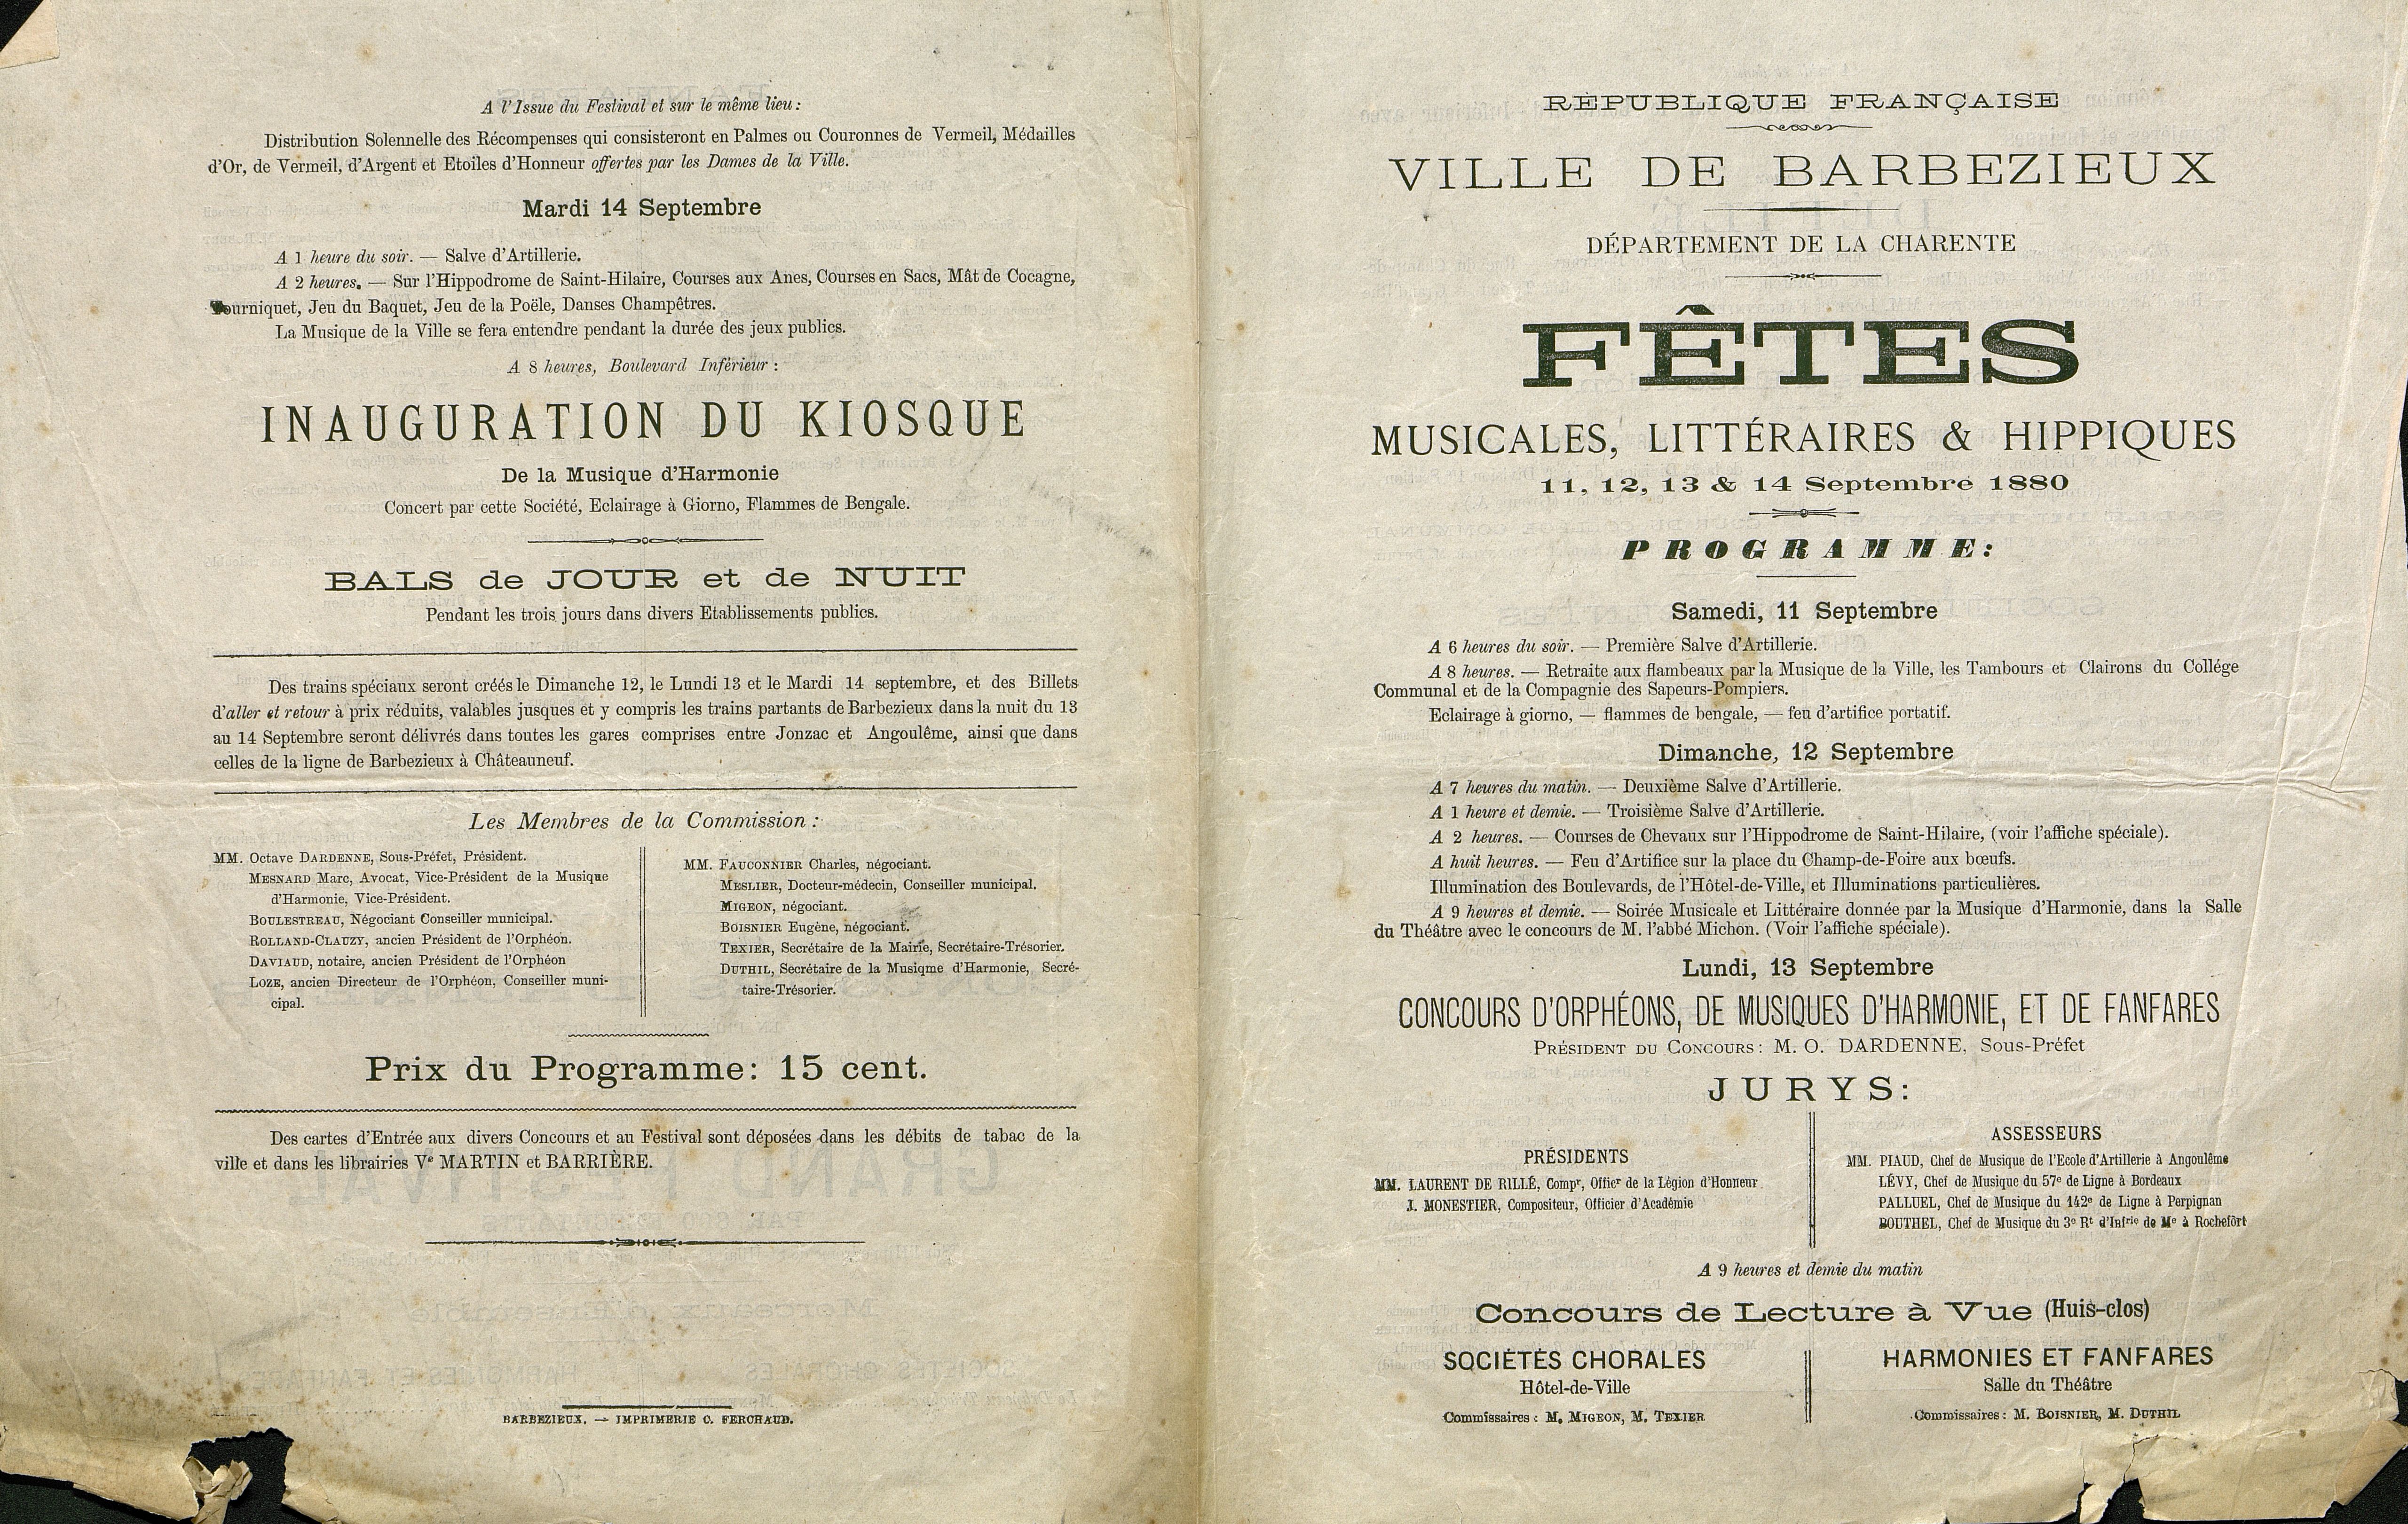 A l'Issue du Festival et sur le même lieu :
Distribution Solennelle des Récompenses qui consisteront en Palmes ou Couronnes de Vermeil, Médailles
d'Or, de Vermeil, d'Argent et Etoiles d'Honneur offertes par les Dames de la Ville.
Mardi 14 Septembre
A 1 heure du soir. — Salve d'Artillerie.
A 2 heures. — Sur l'Hippodrome de Saint-Hilaire, Courses aux Anes, Courses en Sacs, Mât de Cocagne,
Tourniquet, Jeu du Baquet, Jeu de la Poële, Danses Champêtres.
La Musique de la Ville se fera entendre pendant la durée des jeux publics.
A 8 heures, Boulevard Inférieur :
INAUGURATION DU KIOSQUE
De la Musique d'Harmonie
Concert par cette Société, Eclairage à Giorno, Flammes de Bengale.
BALS de JOUR et de NUIT
Pendant les trois jours dans divers Etablissements publics.
Des trains spéciaux seront créés le Dimanche 12, le Lundi 13 et le Mardi 14 septembre, et des Billets
d'aller et retour à prix réduits, valables jusques et y compris les trains partants de Barbezieux dans la nuit du 13
au 14 Septembre seront délivrés dans toutes les gares comprises entre Jonzac et Angoulême, ainsi que dans
celles de la ligne de Barbezieux à Châteauneuf.
Les Membres de la Commission :
MM. Octave DARDENNE, Sous-Préfet, Président.
MESNARD Marc, Avocat, Vice-Président de la Musique
d'Harmonie, Vice-Président.
BOULESTREAU, Négociant Conseiller municipal.
ROLLAND-CLAUZY, ancien Président de l'Orphéon.
DAVIAUD, notaire, ancien Président de l'Orphéon
LOZE, ancien Directeur de l'Orphéon, Conseiller muni-
cipal.
MM. FAUCONNIER Charles, négociant.
MESLIER, Docteur-médecin, Conseiller municipal.
MIGEON, négociant.
BOISNIER Eugène, négociant.
TEXIER, Secrétaire de la Mairie, Secrétaire-Trésorier.
DUTHIL, Secrétaire de la Musiqme d'Harmonie, Secré-
taire-Trésorier.
Prix du Programme : 15 cent.
Des cartes d'Entrée aux divers Concours et au Festival sont déposées dans les débits de tabac de la
ville et dans les librairies Ve MARTIN et BARRIÈRE.
BARBEZIEUX. — IMPRIMERIE C. FERCHAUD.
RÉPUBLIQUE FRANÇAISE
VILLE DE BARBEZIEUX
DÉPARTEMENT DE LA CHARENTE
FÊTES
MUSICALES, LITTÉRAIRES & HIPPIQUES
11, 12, 13 & 14 Septembre 1880
PROGRAMME :
Samedi, 11 Septembre
A 6 heures du soir. — Première Salve d'Artillerie.
A 8 heures. — Retraite aux flambeaux par la Musique de la Ville, les Tambours et Clairons du Collége
Communal et de la Compagnie des Sapeurs-Pompiers.
Eclairage à giorno, — flammes de bengale, — feu d'artifice portatif.
Dimanche, 12 Septembre
A 7 heures du matin. — Deuxième Salve d'Artillerie.
A 1 heure et demie. — Troisième Salve d'Artillerie.
A 2 heures. — Courses de Chevaux sur l'Hippodrome de Saint-Hilaire, (voir l'affiche spéciale).
A huit heures. — Feu d'Artifice sur la place du Champ-de-Foire aux bœufs.
Illumination des Boulevards, de l'Hôtel-de-Ville, et Illuminations particulières.
A 9 heures et demie. — Soirée Musicale et Littéraire donnée par la Musique d'Harmonie, dans la Salle
du Théâtre avec le concours de M. l'abbé Michon. (Voir l'affiche spéciale).
Lundi, 13 Septembre
CONCOURS D'ORPHÉONS, DE MUSIQUES D'HARMONIE, ET DE FANFARES
PRÉSIDENT DU CONCOURS : M. O. DARDENNE, Sous-Préfet
JURYS :
PRÉSIDENTS
MM. LAURENT DE RILLÉ, Compr, Officr de la Légion d'Honneur
J. MONESTIER, Compositeur, Officier d'Académie
ASSESSEURS
MM. PIAUD, Chef de Musique de l'Ecole d'Artillerie à Angoulême
LÉVY, Chef de Musique du 57e de Ligne à Bordeaux
PALLUEL, Chef de Musique du 142e de Ligne à Perpignan
BOUTHEL, Chef de Musique du 3e Rt d'Infrie de Me à Rochefort
A 9 heures et demie du matin
Concours de Lecture à Vue (Huis-clos)
SOCIÉTÉS CHORALES
Hôtel-de-Ville
Commissaires : M. MIGEON, M. TEXIER
HARMONIES ET FANFARES
Salle du Théâtre
Commissaires : M. BOISNIER, M. DUTHIL